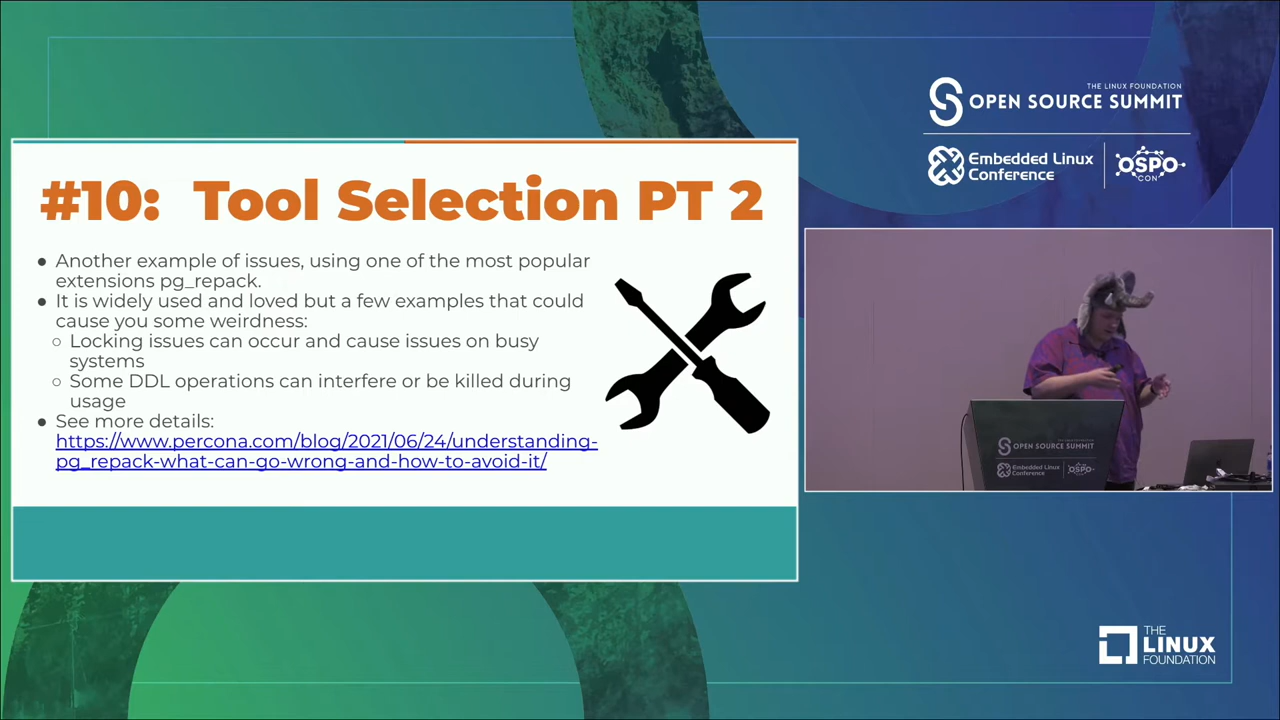 THE LINUX FOUNDATION
OPEN SOURCE SUMMIT
Embedded Linux
Conference
OSPO
CON
#10: Tool Selection PT 2
● Another example of issues, using one of the most popular
extensions pg_repack.
● It is widely used and loved but a few examples that could
cause you some weirdness:
○ Locking issues can occur and cause issues on busy
systems
○ Some DDL operations can interfere or be killed during
usage
● See more details:
https://www.percona.com/blog/2021/06/24/understanding-
pg_repack-what-can-go-wrong-and-how-to-avoid-it/
OPEN SOURCE SUMMIT
Embedded Linux
Conference
OSPO
THE
LINUX
FOUNDATION